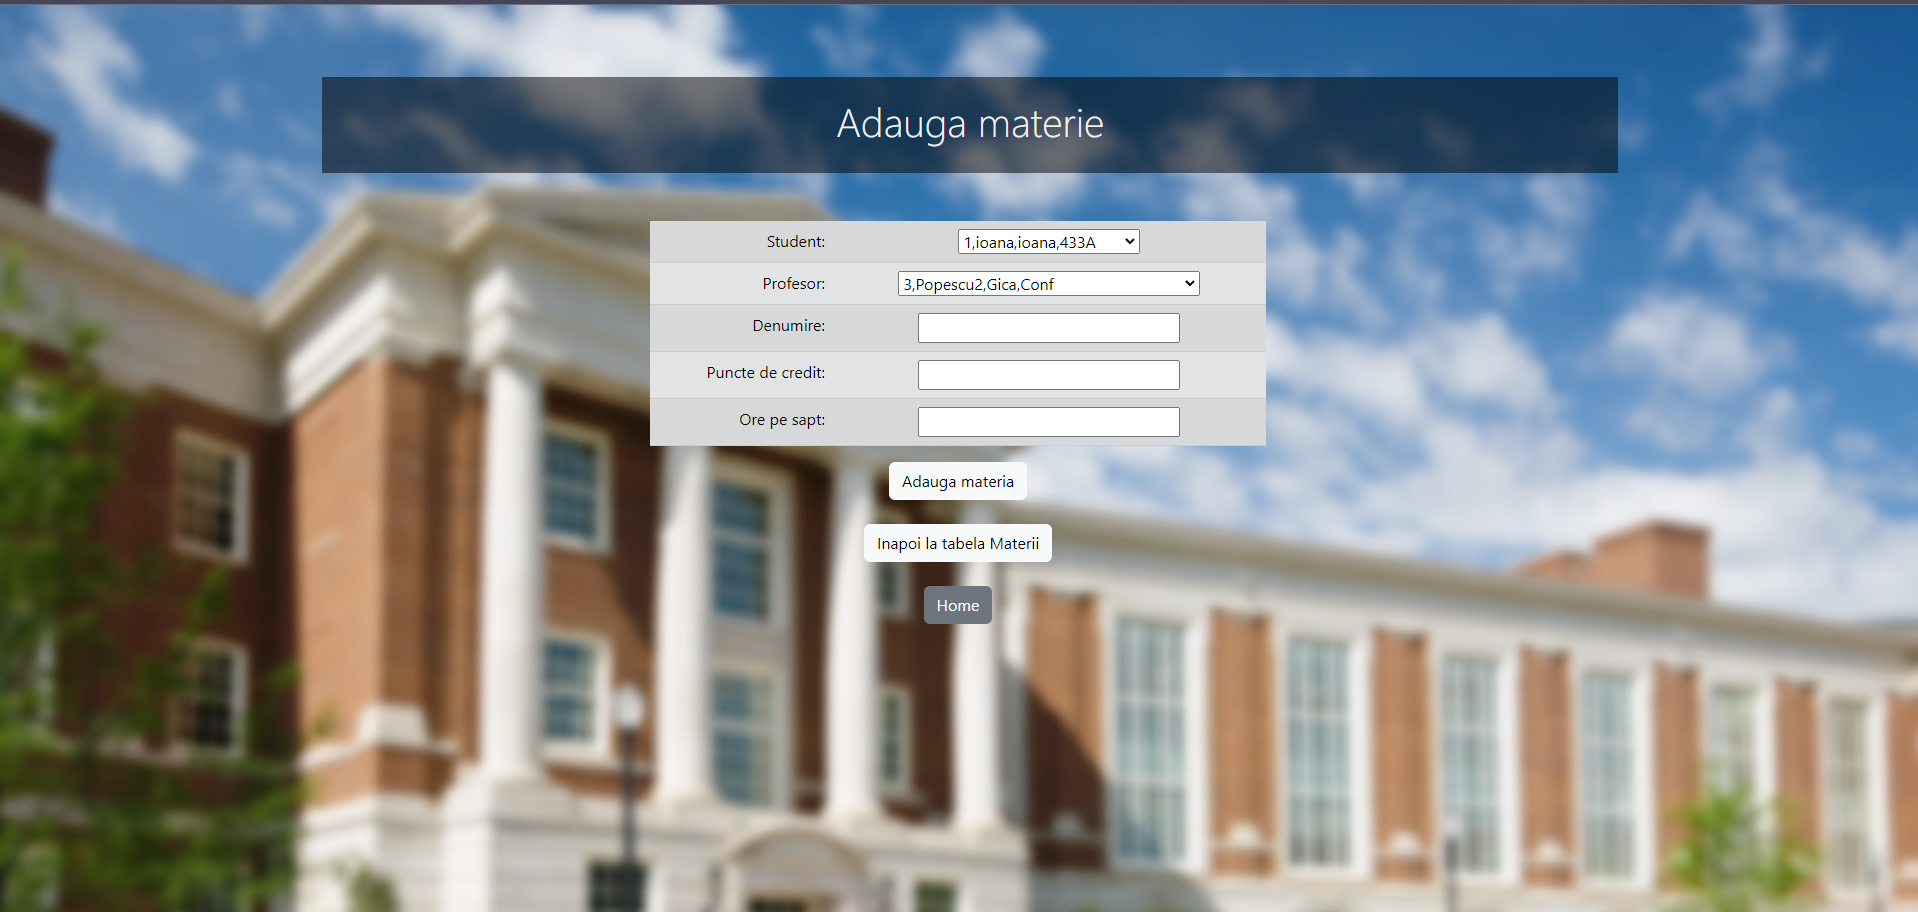 Adauga materie
Student: 1,ioana,ioana,433A
Profesor: 3,Popescu2,Gica,Conf
Denumire:
Puncte de credit:
Ore pe sapt:
Adauga materia
Inapoi la tabela Materii
Home